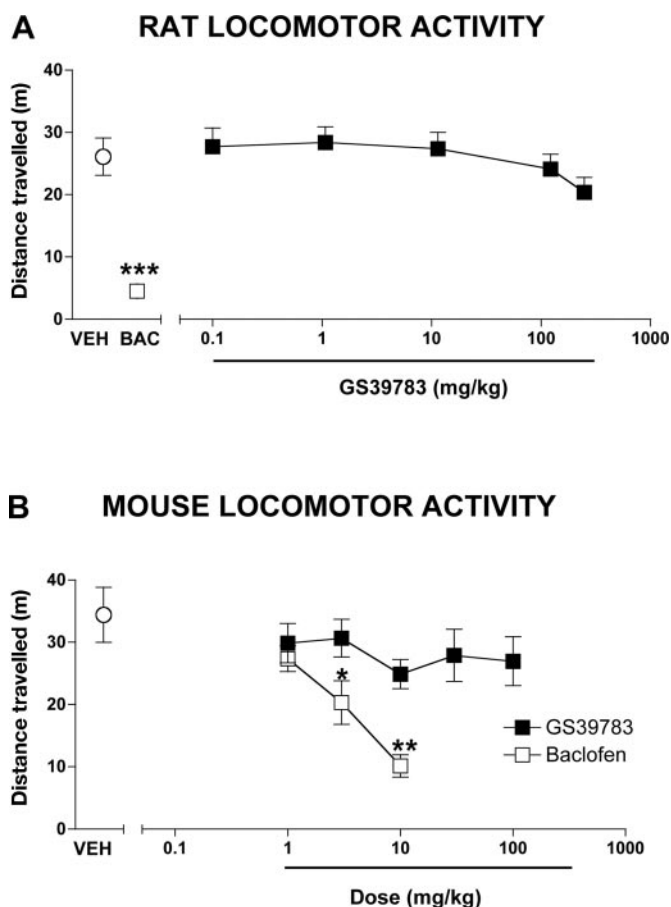 A RAT LOCOMOTOR ACTIVITY
Distance travelled (m)
40
30
20
10
0
***
VEH BAC 0.1 1 10 100 1000
GS39783 (mg/kg)
B MOUSE LOCOMOTOR ACTIVITY
Distance travelled (m)
40
30
20
10
0
*
**
GS39783
Baclofen
VEH 0.1 1 10 100 1000
Dose (mg/kg)